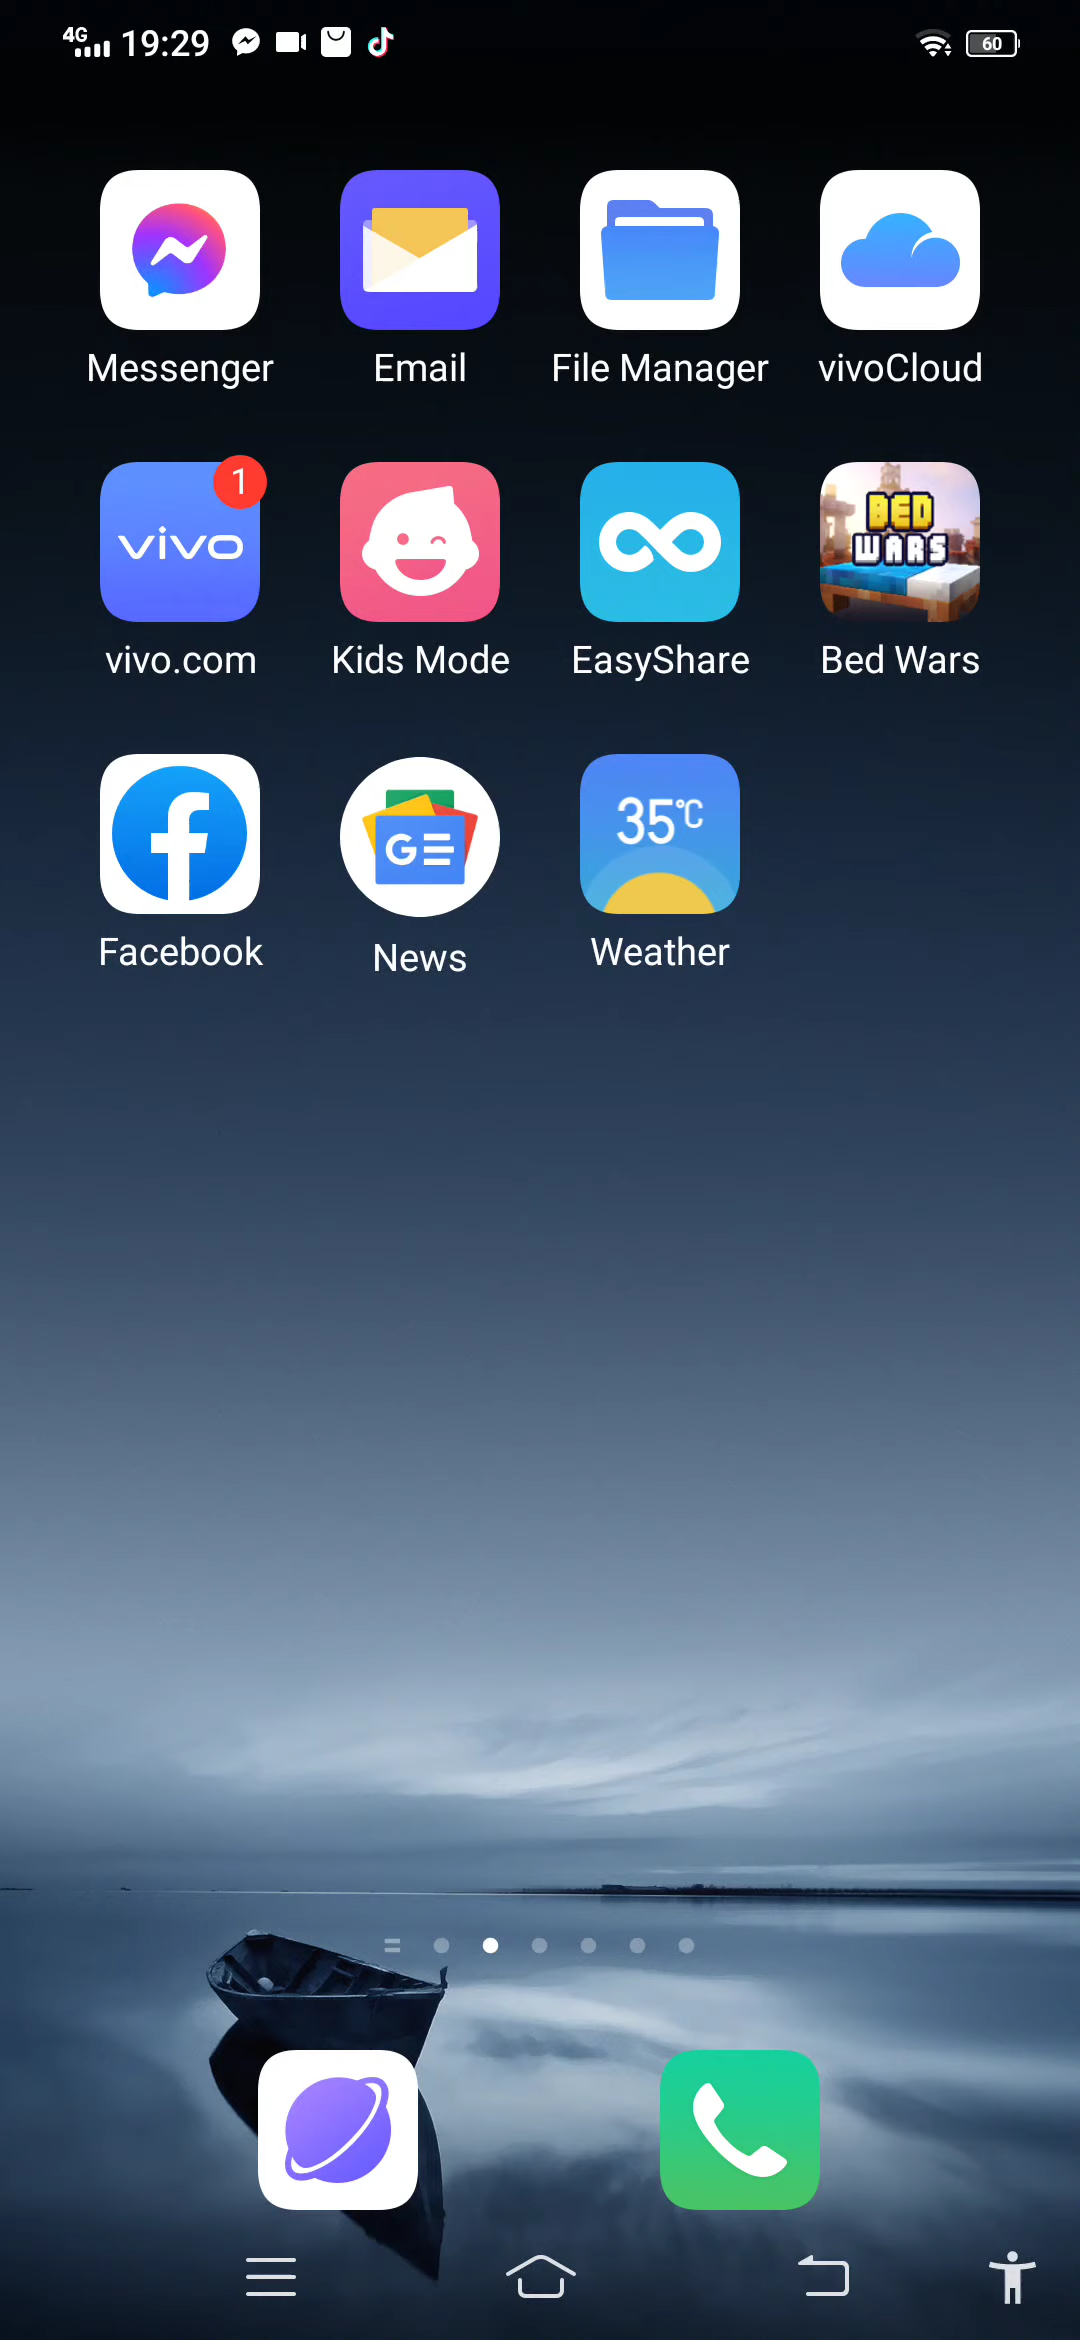 4G 19:29 60
Messenger Email File Manager vivoCloud
vivo 1 BED WARS
vivo.com Kids Mode EasyShare Bed Wars
GE 35°C
Facebook News Weather